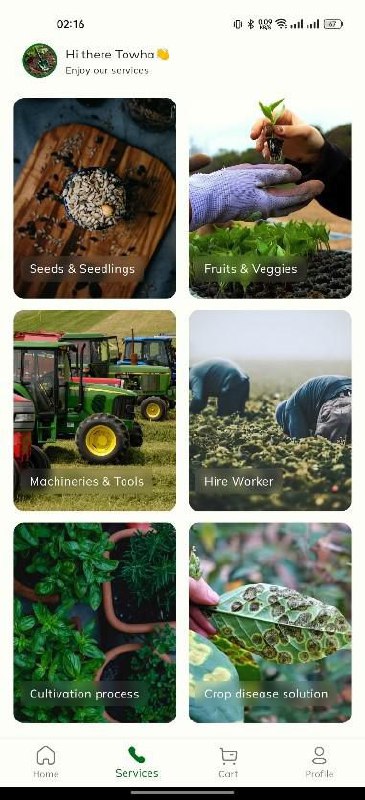 02:16
67
Hi there Towha👋
Enjoy our services
Seeds & Seedlings
Fruits & Veggies
Machineries & Tools
Hire Worker
Cultivation process
Crop disease solution
Home
Services
Cart
Profile